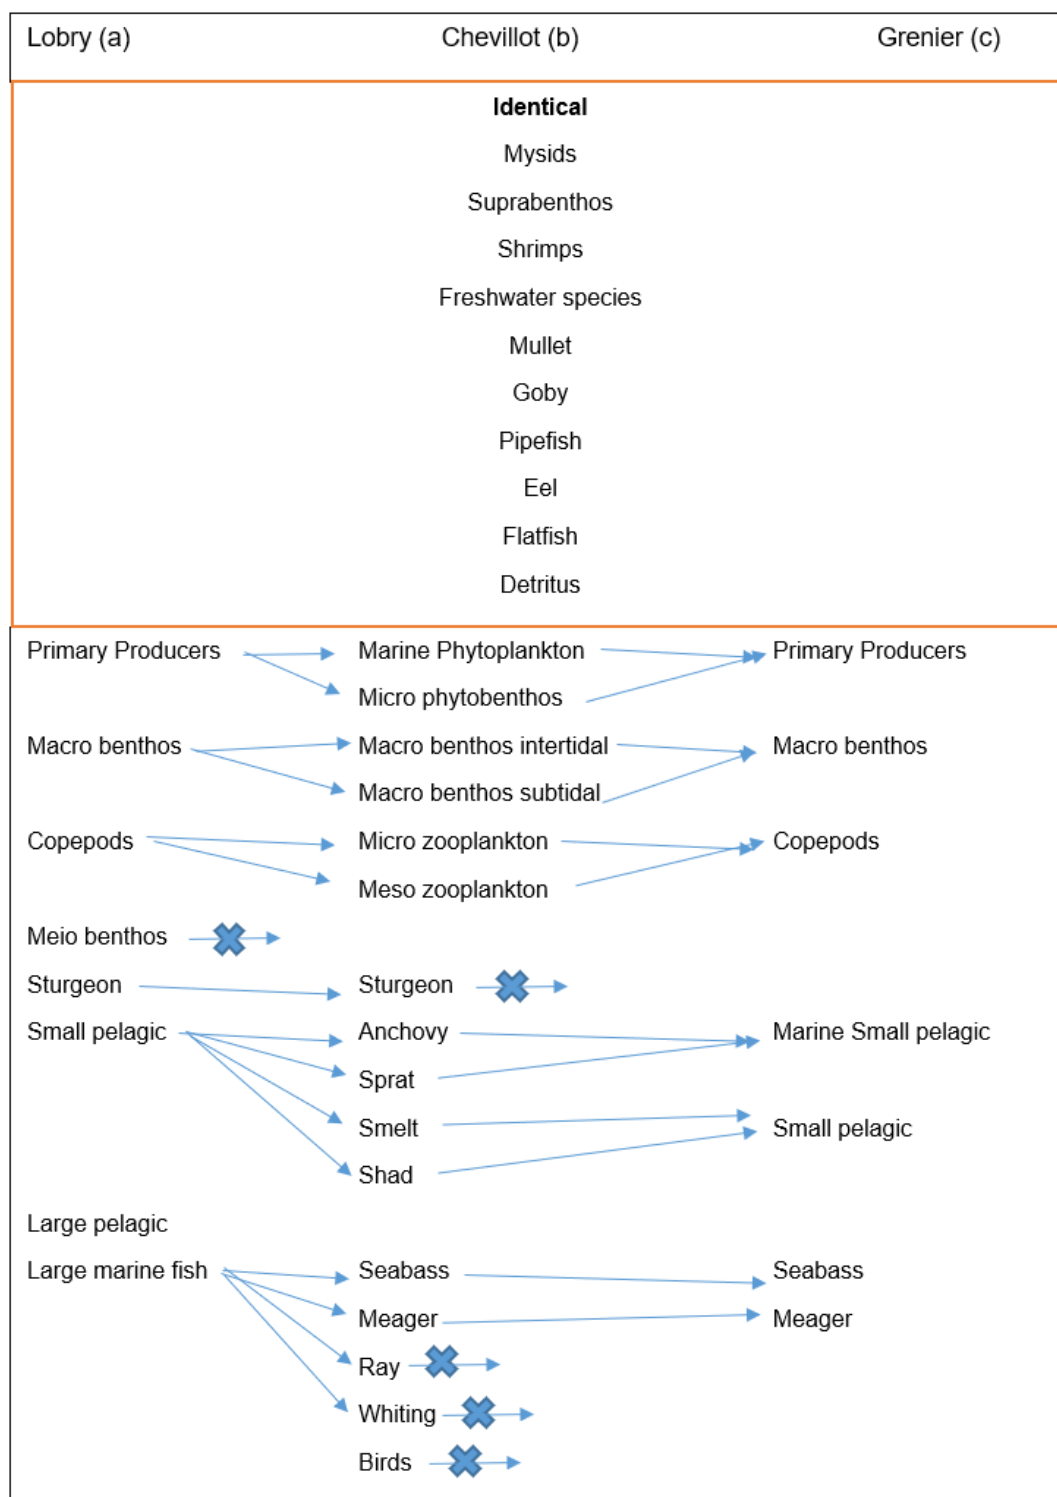 Lobry (a) Chevillot (b) Grenier (c)
Identical
Mysids
Suprabenthos
Shrimps
Freshwater species
Mullet
Goby
Pipefish
Eel
Flatfish
Detritus
Primary Producers Marine Phytoplankton Primary Producers
Micro phytobenthos
Macro benthos Macro benthos intertidal Macro benthos
Macro benthos subtidal
Copepods Micro zooplankton Copepods
Meso zooplankton
Meio benthos
Sturgeon Sturgeon
Small pelagic Anchovy Marine Small pelagic
Sprat
Smelt Small pelagic
Shad
Large pelagic
Large marine fish Seabass Seabass
Meager Meager
Ray
Whiting
Birds